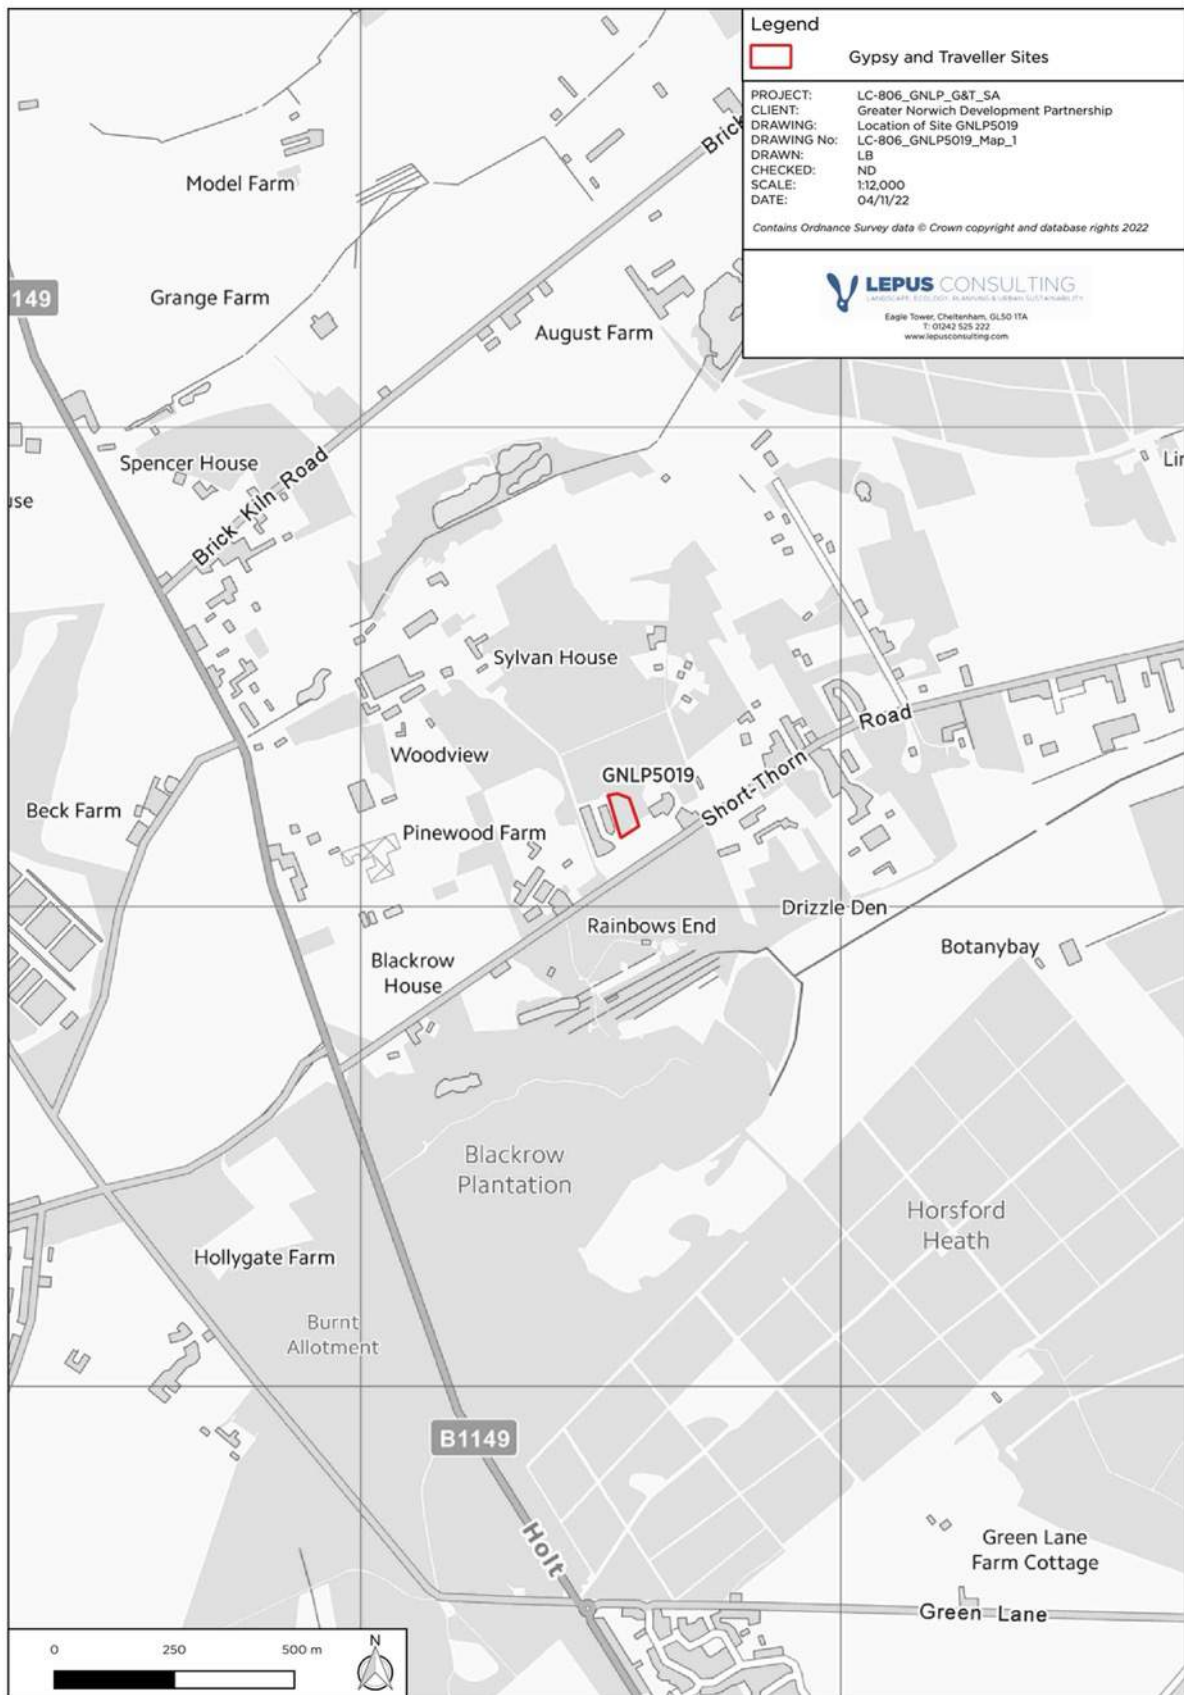 Legend
Gypsy and Traveller Sites
PROJECT: LC-806_GNLP_G&T_SA
CLIENT: Greater Norwich Development Partnership
DRAWING: Location of Site GNLP5019
DRAWING No: LC-806_GNLP5019_Map_1
DRAWN: LB
CHECKED: ND
SCALE: 1:12,000
DATE: 04/11/22
Contains Ordnance Survey data © Crown copyright and database rights 2022
LEPUS CONSULTING
LANDSCAPE, ECOLOGY, PLANNING & URBAN SUSTAINABILITY
Eagle Tower, Cheltenham, GL50 1TA
T: 01242 525 222
www.lepusconsulting.com
Brick
Model Farm
149
Grange Farm
August Farm
Spencer House
Lin
use
Brick Kiln Road
Sylvan House
Road
Woodview
GNLP5019
Short-Thorn
Beck Farm
Pinewood Farm
Drizzle Den
Rainbows End
Botanybay
Blackrow
House
Blackrow
Plantation
Horsford
Heath
Hollygate Farm
Burnt
Allotment
B1149
Holt
Green Lane
Farm Cottage
Green Lane
0 250 500 m
N